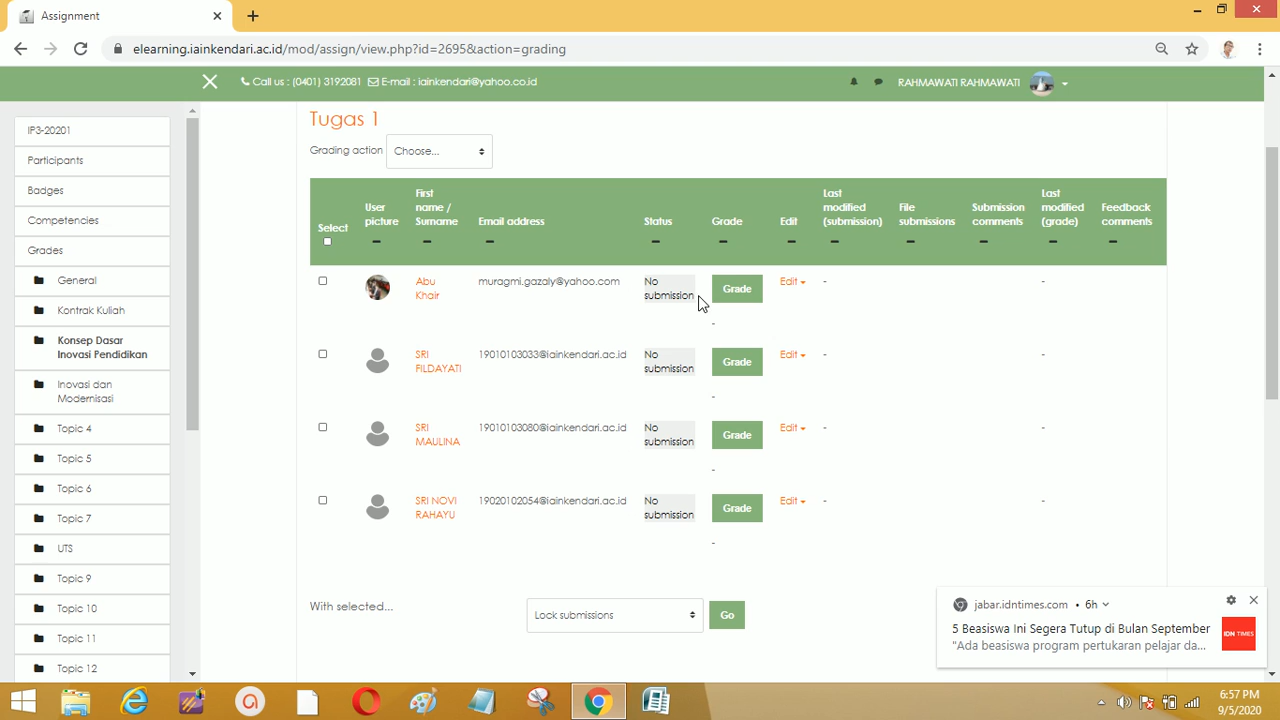 Assignment
elearning.iainkendari.ac.id/mod/assign/view.php?id=2695&action=grading
Call us : (0401) 3192081 E-mail : iainkendari@yahoo.co.id
RAHMAWATI RAHMAWATI
IP3-20201
Participants
Badges
Competencies
Grades
General
Kontrak Kuliah
Konsep Dasar
Inovasi Pendidikan
Inovasi dan
Modernisasi
Topic 4
Topic 5
Topic 6
Topic 7
UTS
Topic 9
Topic 10
Topic 11
Topic 12
Tugas 1
Grading action Choose...
Select
User
picture
First
name /
Surname
Email address
Status
Grade
Edit
Last
modified
(submission)
File
submissions
Submission
comments
Last
modified
(grade)
Feedback
comments
Abu
Khair
muragmi.gazaly@yahoo.com
No
submission
Grade
-
Edit
-
-
SRI
FILDAYATI
19010103033@iainkendari.ac.id
No
submission
Grade
-
Edit
-
-
SRI
MAULINA
19010103080@iainkendari.ac.id
No
submission
Grade
-
Edit
-
-
SRI NOVI
RAHAYU
19020102054@iainkendari.ac.id
No
submission
Grade
-
Edit
-
-
With selected...
Lock submissions
Go
jabar.idntimes.com • 6h
5 Beasiswa Ini Segera Tutup di Bulan September
"Ada beasiswa program pertukaran pelajar da...
IDN TIMES
6:57 PM
9/5/2020